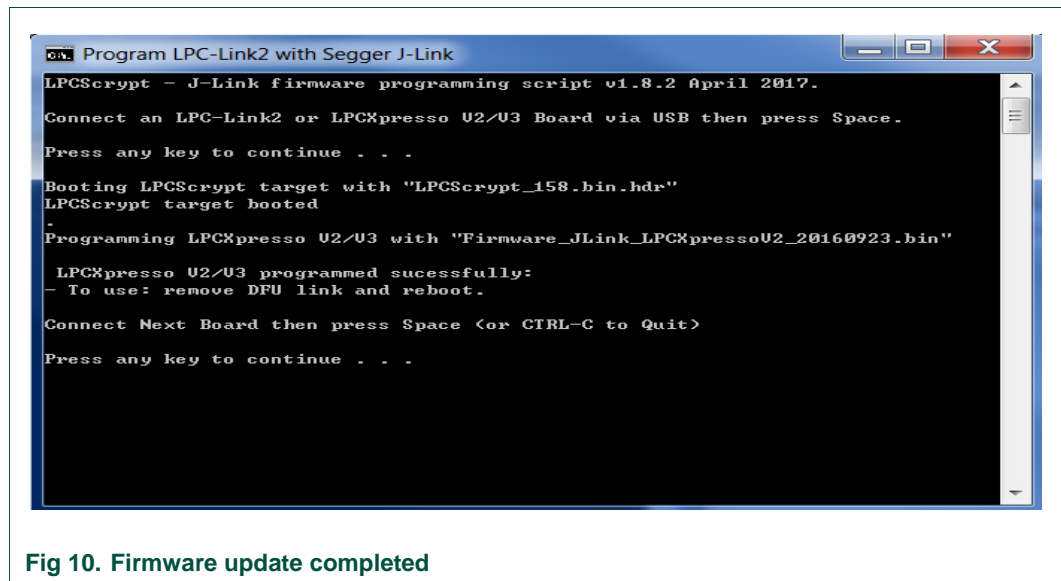 Program LPC-Link2 with Segger J-Link
LPCScrypt - J-Link firmware programming script v1.8.2 April 2017.
Connect an LPC-Link2 or LPCXpresso V2/V3 Board via USB then press Space.
Press any key to continue . . .
Booting LPCScrypt target with "LPCScrypt_158.bin.hdr"
LPCScrypt target booted
.
Programming LPCXpresso V2/V3 with "Firmware_JLink_LPCXpressoV2_20160923.bin"
LPCXpresso V2/V3 programmed sucessfully:
- To use: remove DFU link and reboot.
Connect Next Board then press Space (or CTRL-C to Quit)
Press any key to continue . . .
Fig 10. Firmware update completed